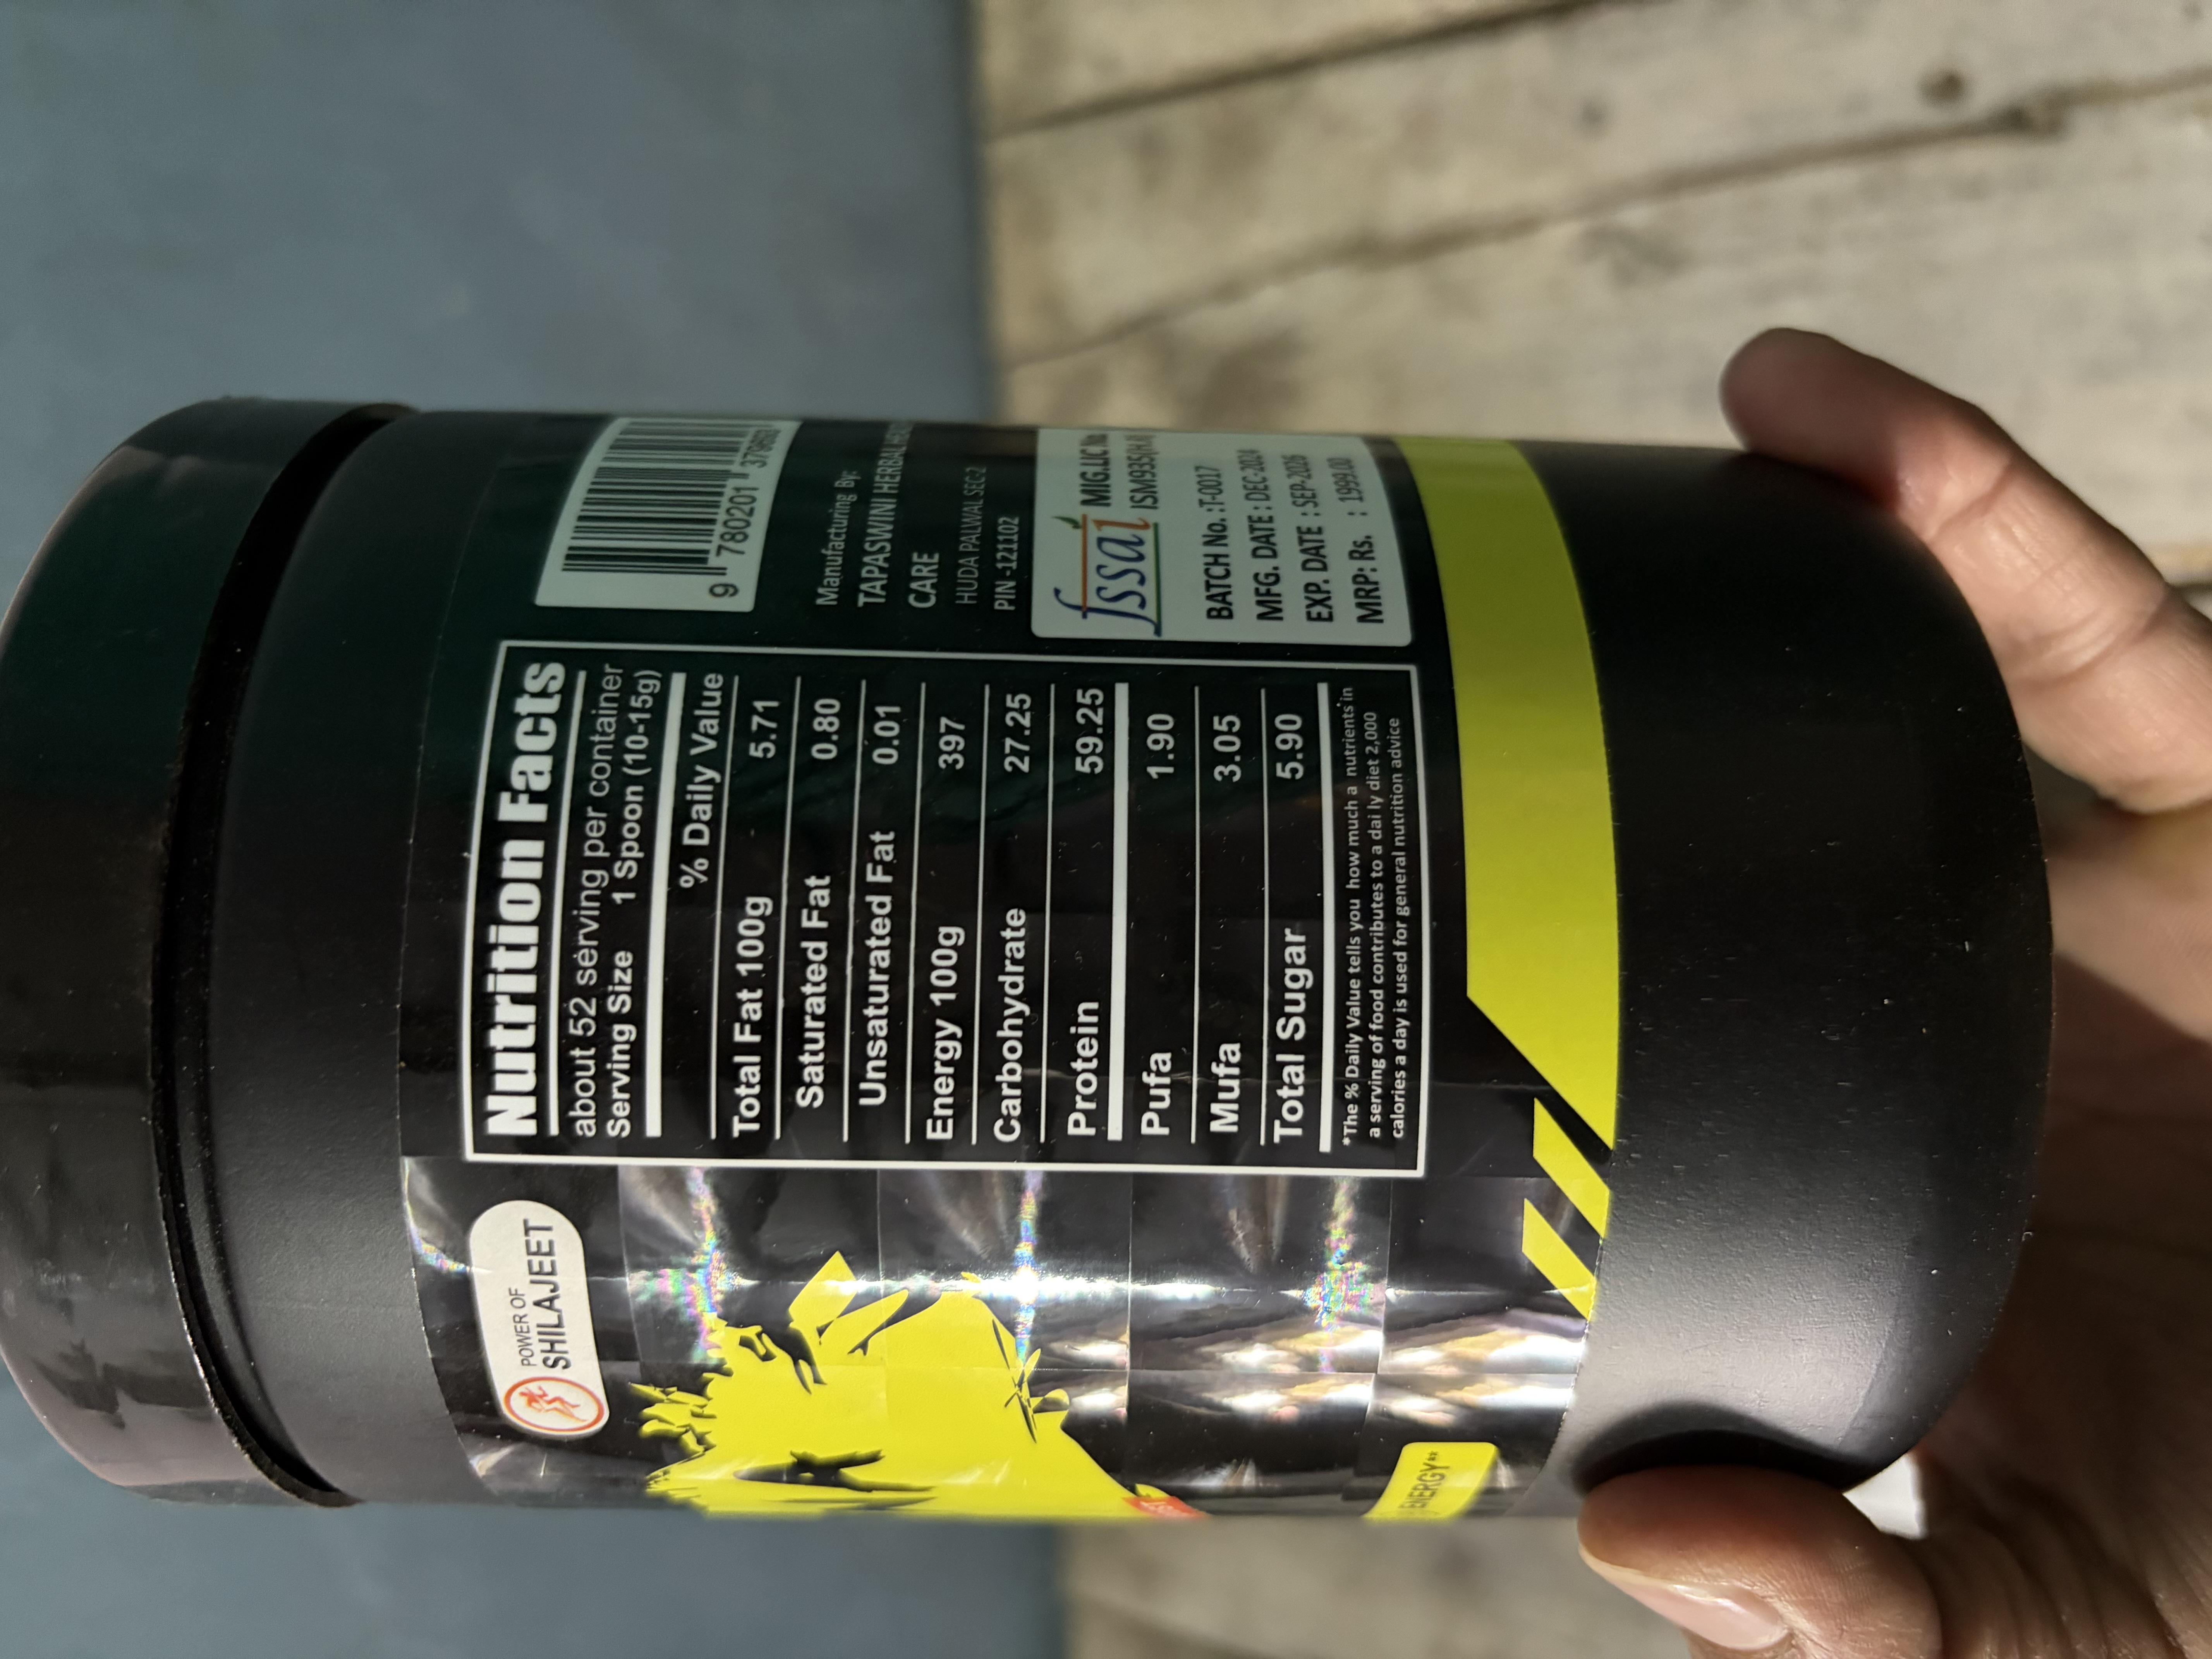 Nutrition Facts
about 52 serving per container
Serving Size 1 Spoon (10-15g)
% Daily Value
Total Fat 100g 5.71
Saturated Fat 0.80
Unsaturated Fat 0.01
Energy 100g 397
Carbohydrate 27.25
Protein 59.25
Pufa 1.90
Mufa 3.05
Total Sugar 5.90
*The % Daily Value tells you how much a nutrients in
a serving of food contributes to a dai ly diet 2,000
calories a day is used for general nutrition advice
9 780201 379
Manufacturing By:
TAPASWINI HERBAL
CARE
HUDA PALWAL SEC-2
PIN -121102
fssai
MIG.LIC No
ISM935(H.A)
BATCH No. :T-0017
MFG. DATE : DEC-2024
EXP. DATE : SEP-2026
MRP: Rs. : 1999.00
POWER OF
SHILAJEET
ENERGY**